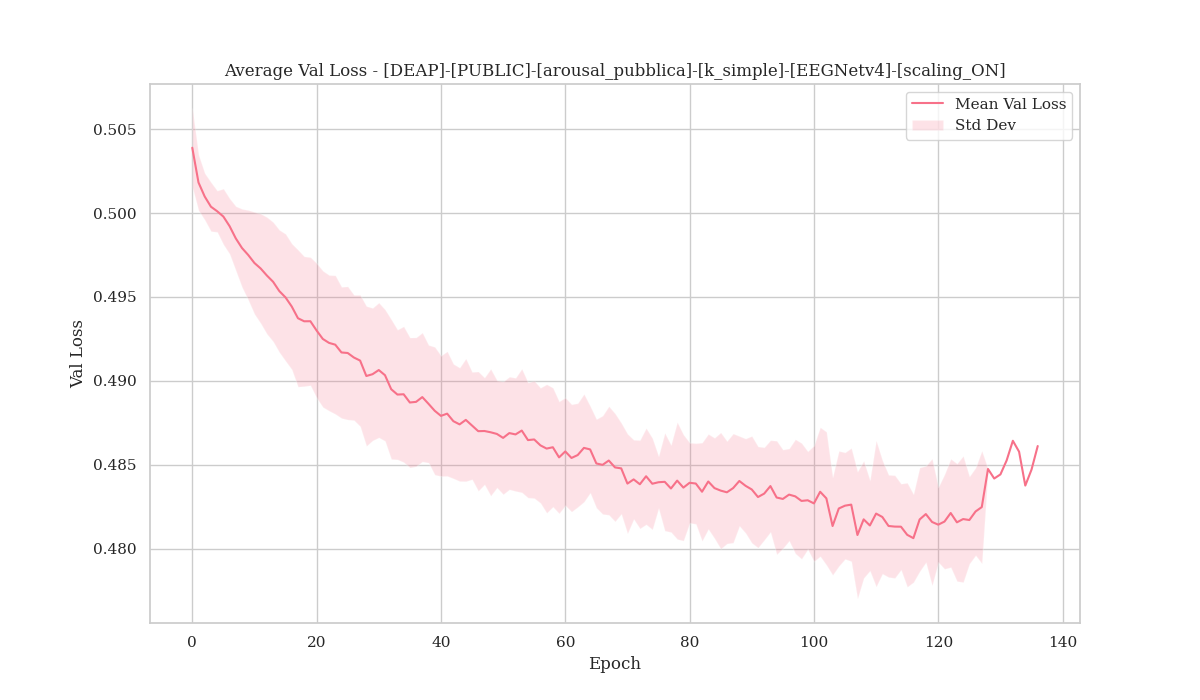 Average Val Loss - [DEAP]-[PUBLIC]-[arousal_pubblica]-[k_simple]-[EEGNetv4]-[scaling_ON]
Mean Val Loss
Std Dev
0.505
0.500
0.495
0.490
0.485
0.480
Val Loss
0 20 40 60 80 100 120 140
Epoch